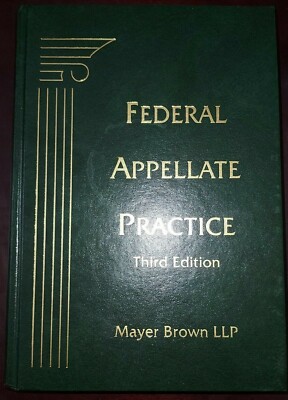 FEDERAL
APPELLATE
PRACTICE
Third Edition
Mayer Brown LLP